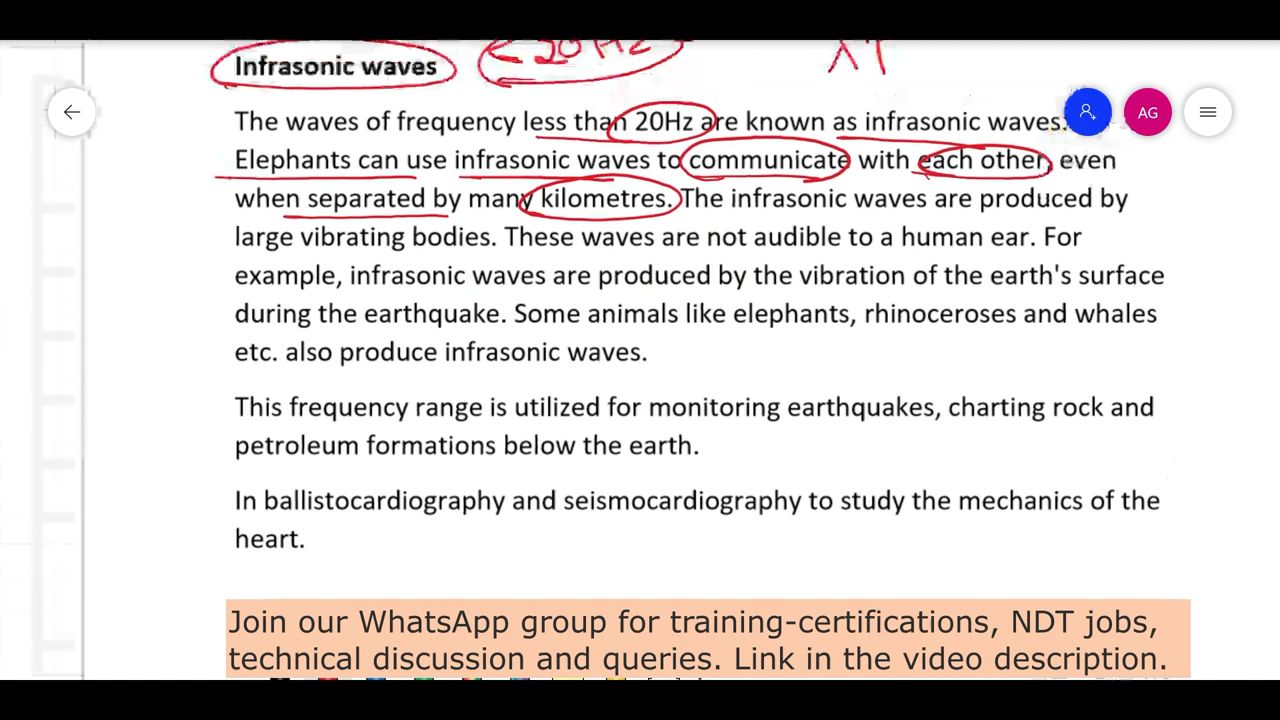 < 20 Hz
Infrasonic waves
The waves of frequency less than 20Hz are known as infrasonic waves.
AG
Elephants can use infrasonic waves to communicate with each other, even
when separated by many kilometres. The infrasonic waves are produced by
large vibrating bodies. These waves are not audible to a human ear. For
example, infrasonic waves are produced by the vibration of the earth's surface
during the earthquake. Some animals like elephants, rhinoceroses and whales
etc. also produce infrasonic waves.
This frequency range is utilized for monitoring earthquakes, charting rock and
petroleum formations below the earth.
In ballistocardiography and seismocardiography to study the mechanics of the
heart.
Join our WhatsApp group for training-certifications, NDT jobs,
technical discussion and queries. Link in the video description.